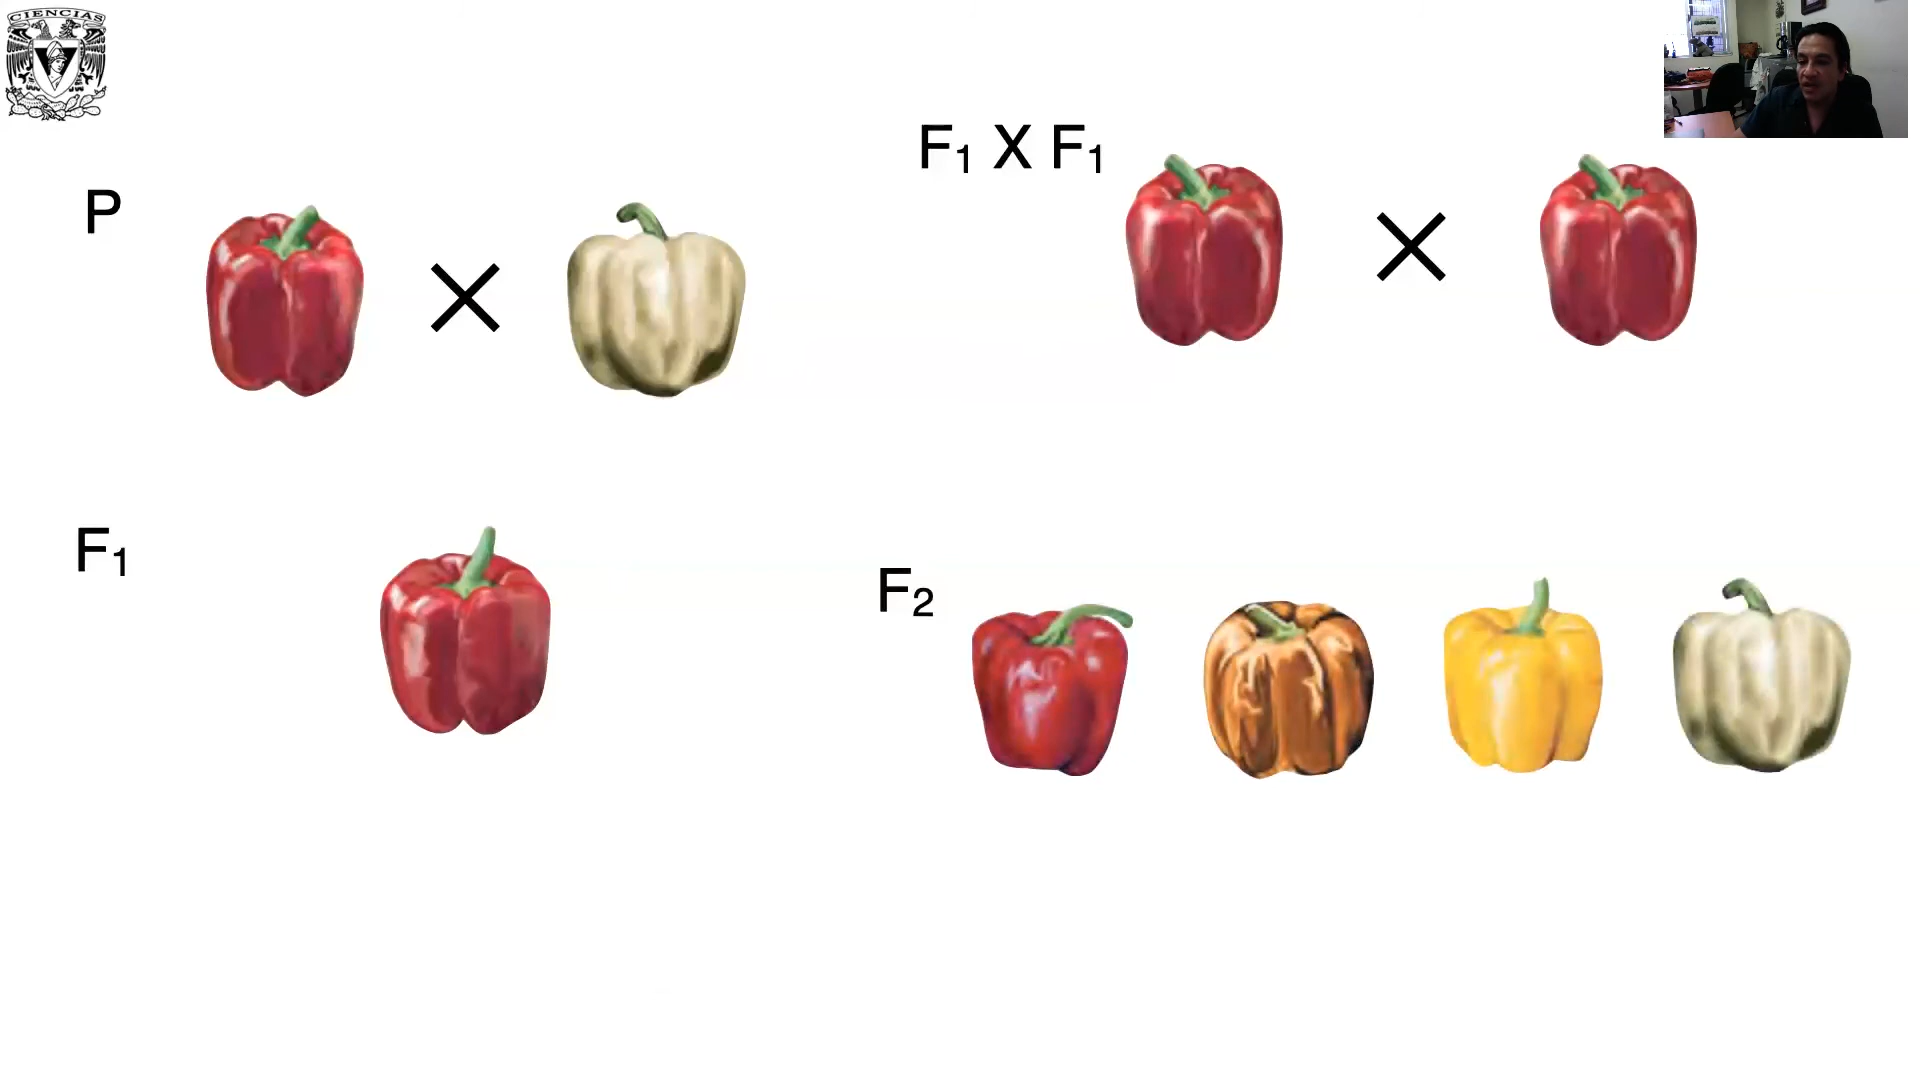 CIENCIAS
P
F₁ X F₁
F₁
F₂